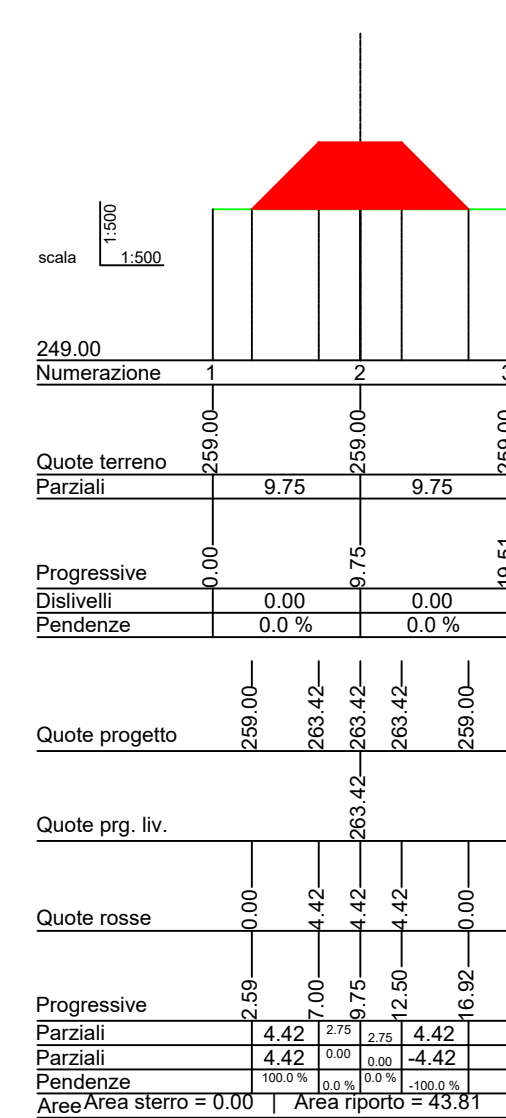 1:500
scala 1:500
249.00
Numerazione 1 2 3
Quote terreno 259.00 259.00 259.00
Parziali 9.75 9.75
Progressive 0.00 9.75 19.51
Dislivelli 0.00 0.00
Pendenze 0.0 % 0.0 %
Quote progetto 259.00 263.42 263.42 263.42 259.00
Quote prg. liv. 263.42
Quote rosse 0.00 4.42 4.42 4.42 0.00
Progressive 2.59 7.00 9.75 12.50 16.92
Parziali 4.42 2.75 2.75 4.42
Parziali 4.42 0.00 0.00 -4.42
Pendenze 100.0 % 0.0 % 0.0 % -100.0 %
Aree Area sterro = 0.00 | Area riporto = 43.81